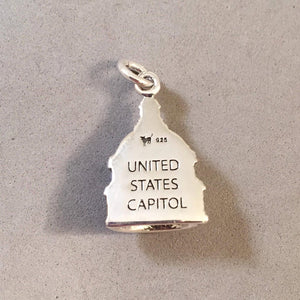 925
UNITED
STATES
CAPITOL